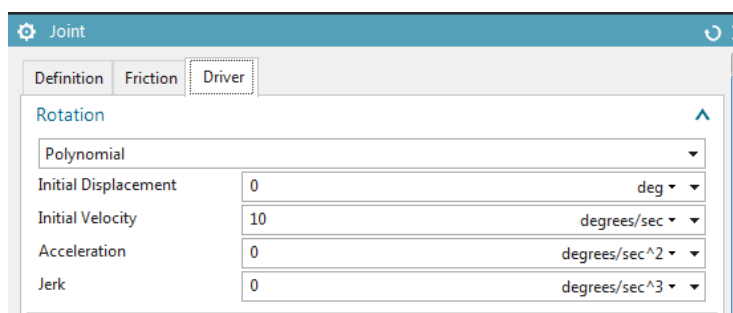 Joint
Definition Friction Driver
Rotation
Polynomial
Initial Displacement 0 deg
Initial Velocity 10 degrees/sec
Acceleration 0 degrees/sec^2
Jerk 0 degrees/sec^3